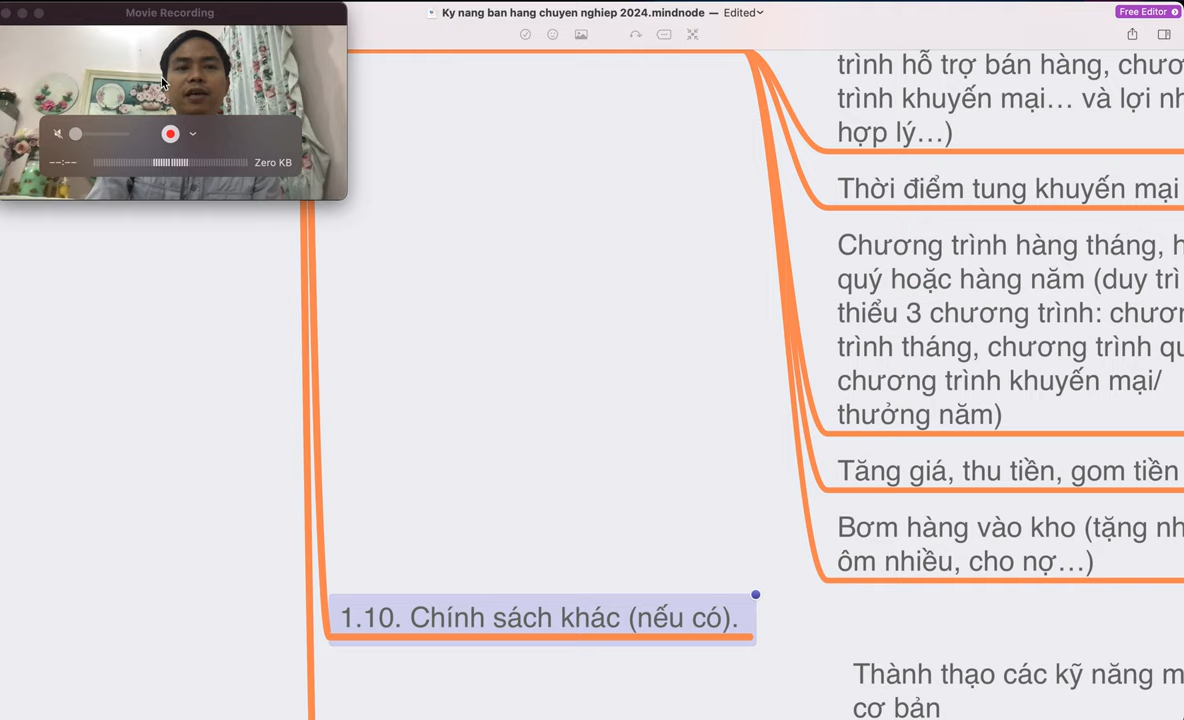 Movie Recording
Ky nang ban hang chuyen nghiep 2024.mindnode — Edited
Free Editor
--:--
Zero KB
trình hỗ trợ bán hàng, chươ
trình khuyến mại… và lợi nh
hợp lý…)
Thời điểm tung khuyến mại
Chương trình hàng tháng, h
quý hoặc hàng năm (duy trì
thiểu 3 chương trình: chươn
trình tháng, chương trình qu
chương trình khuyến mại/
thưởng năm)
Tăng giá, thu tiền, gom tiền
Bơm hàng vào kho (tặng nh
ôm nhiều, cho nợ…)
1.10. Chính sách khác (nếu có).
Thành thạo các kỹ năng m
cơ bản